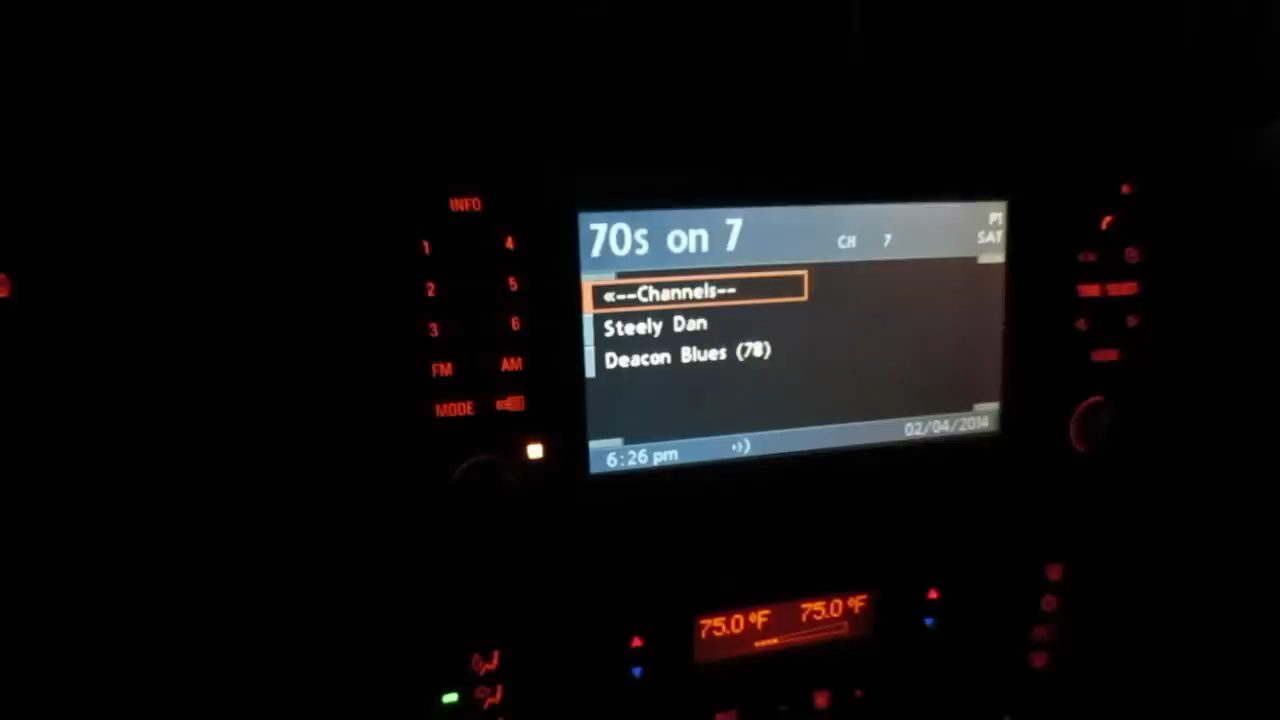 INFO
1 4
2 5
3 6
FM AM
MODE
70s on 7
CH 7
P1
SAT
«--Channels--
Steely Dan
Deacon Blues (78)
6:26 pm
02/04/2014
75.0 °F 75.0 °F